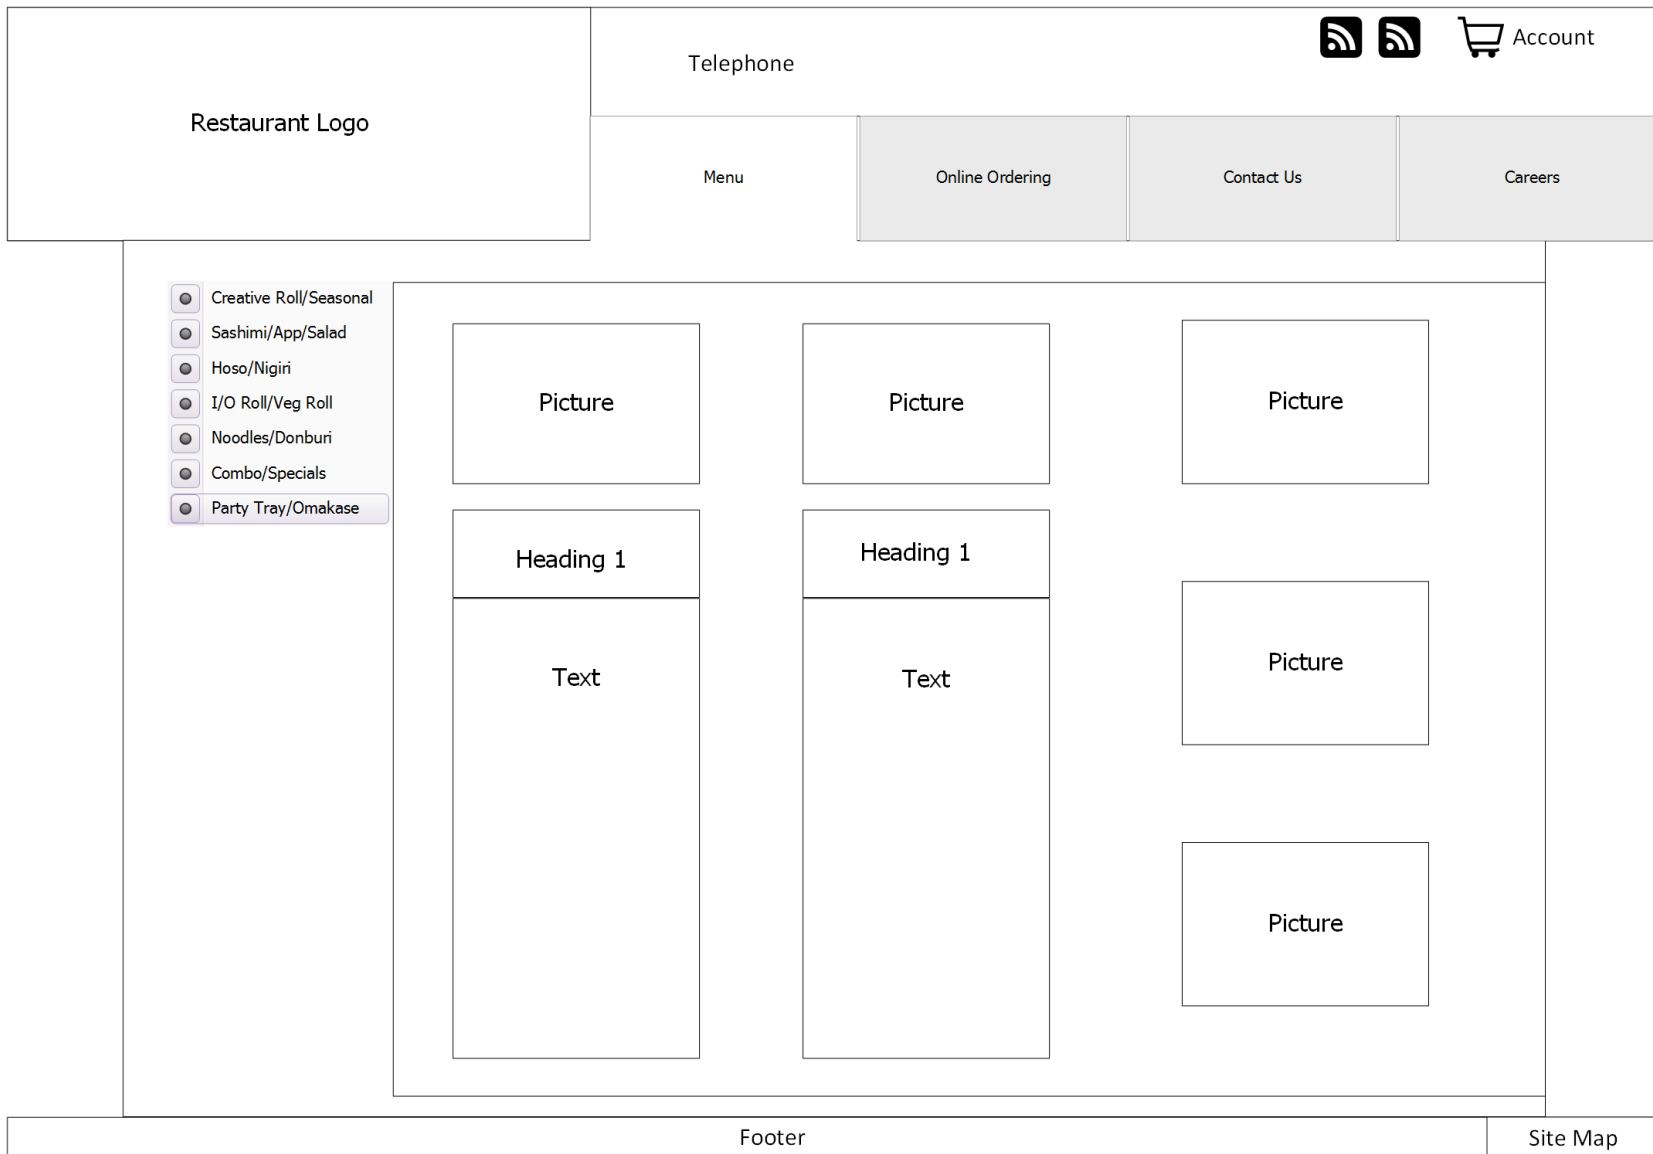 Telephone
Account
Restaurant Logo
Menu
Online Ordering
Contact Us
Careers
Creative Roll/Seasonal
Sashimi/App/Salad
Hoso/Nigiri
I/O Roll/Veg Roll
Noodles/Donburi
Combo/Specials
Party Tray/Omakase
Picture
Picture
Picture
Heading 1
Heading 1
Text
Text
Picture
Picture
Footer
Site Map